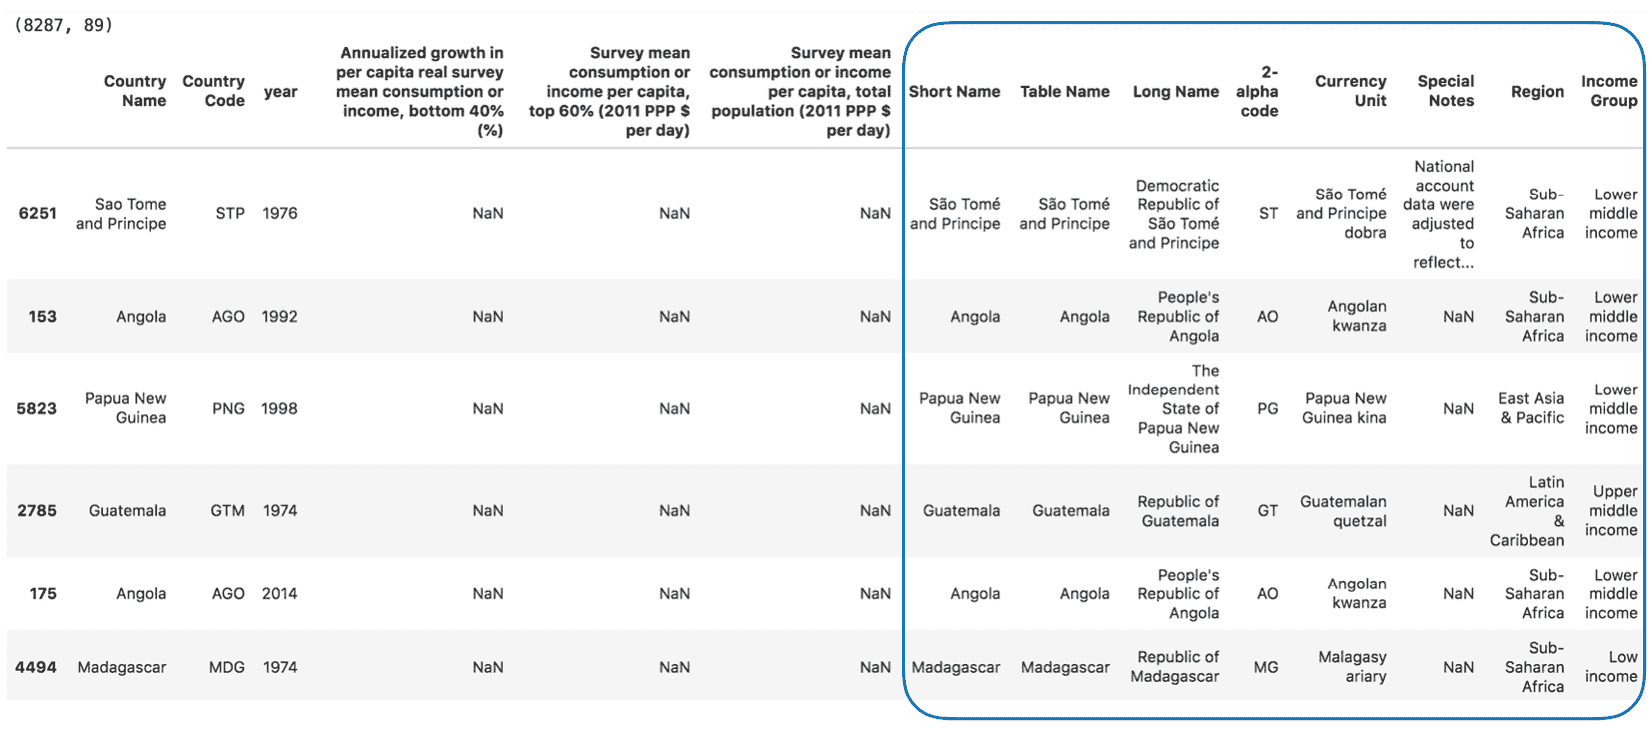 (8287, 89)
Country Name Country Code year Annualized growth in per capita real survey mean consumption or income, bottom 40% (%) Survey mean consumption or income per capita, top 60% (2011 PPP $ per day) Survey mean consumption or income per capita, total population (2011 PPP $ per day) Short Name Table Name Long Name 2-alpha code Currency Unit Special Notes Region Income Group
6251 Sao Tome and Principe STP 1976 NaN NaN NaN São Tomé and Principe São Tomé and Principe Democratic Republic of São Tomé and Principe ST São Tomé and Principe dobra National account data were adjusted to reflect... Sub-Saharan Africa Lower middle income
153 Angola AGO 1992 NaN NaN NaN Angola Angola People's Republic of Angola AO Angolan kwanza NaN Sub-Saharan Africa Lower middle income
5823 Papua New Guinea PNG 1998 NaN NaN NaN Papua New Guinea Papua New Guinea The Independent State of Papua New Guinea PG Papua New Guinea kina NaN East Asia & Pacific Lower middle income
2785 Guatemala GTM 1974 NaN NaN NaN Guatemala Guatemala Republic of Guatemala GT Guatemalan quetzal NaN Latin America & Caribbean Upper middle income
175 Angola AGO 2014 NaN NaN NaN Angola Angola People's Republic of Angola AO Angolan kwanza NaN Sub-Saharan Africa Lower middle income
4494 Madagascar MDG 1974 NaN NaN NaN Madagascar Madagascar Republic of Madagascar MG Malagasy ariary NaN Sub-Saharan Africa Low income